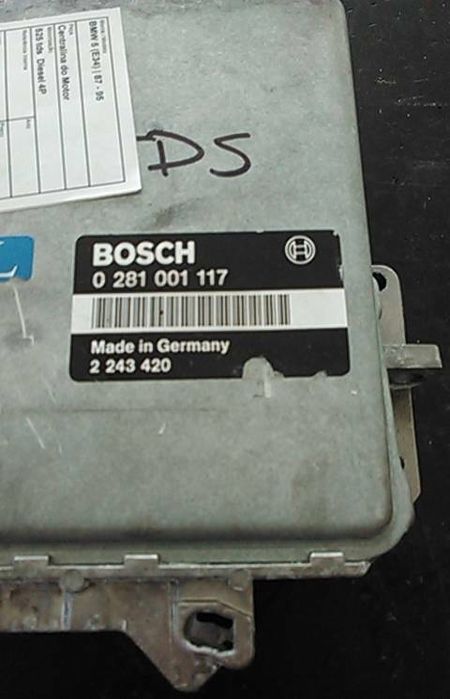 BMW 5 (E34) | 87 - 95
Centralina do Motor
525 tds Diesel 4P
DS
BOSCH
0 281 001 117
Made in Germany
2 243 420